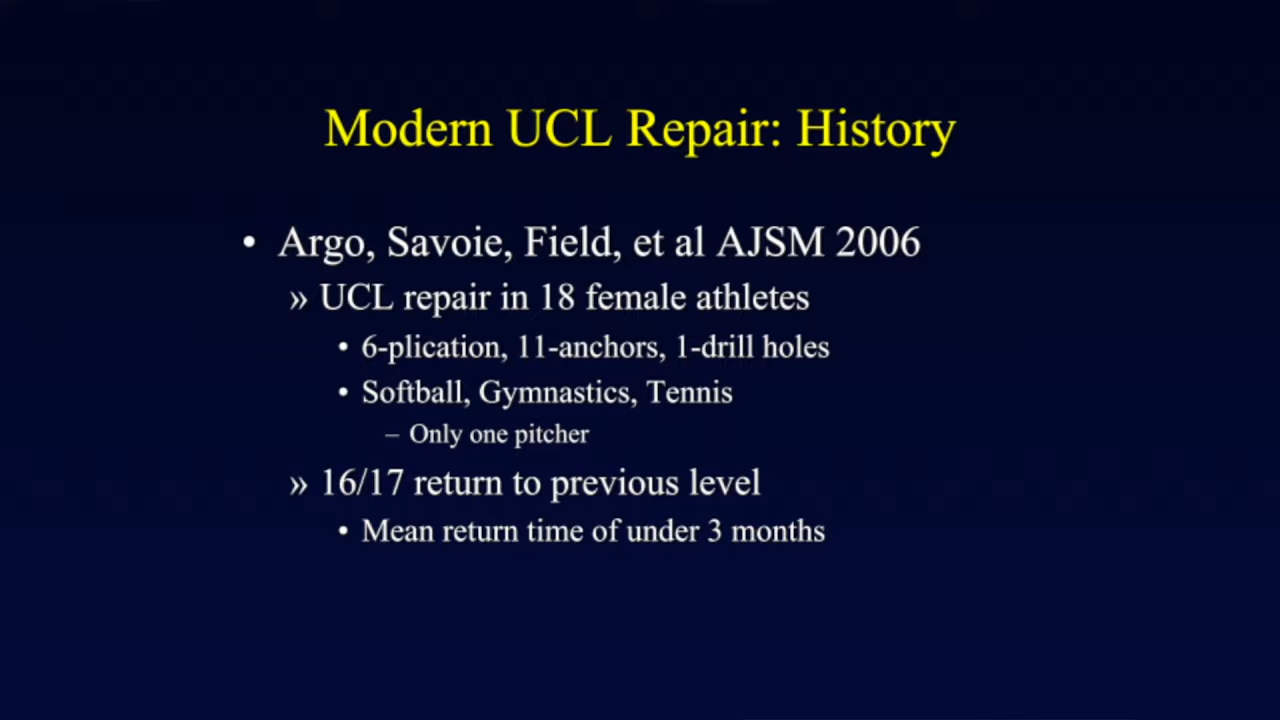 Modern UCL Repair: History
• Argo, Savoie, Field, et al AJSM 2006
» UCL repair in 18 female athletes
• 6-plication, 11-anchors, 1-drill holes
• Softball, Gymnastics, Tennis
– Only one pitcher
» 16/17 return to previous level
• Mean return time of under 3 months